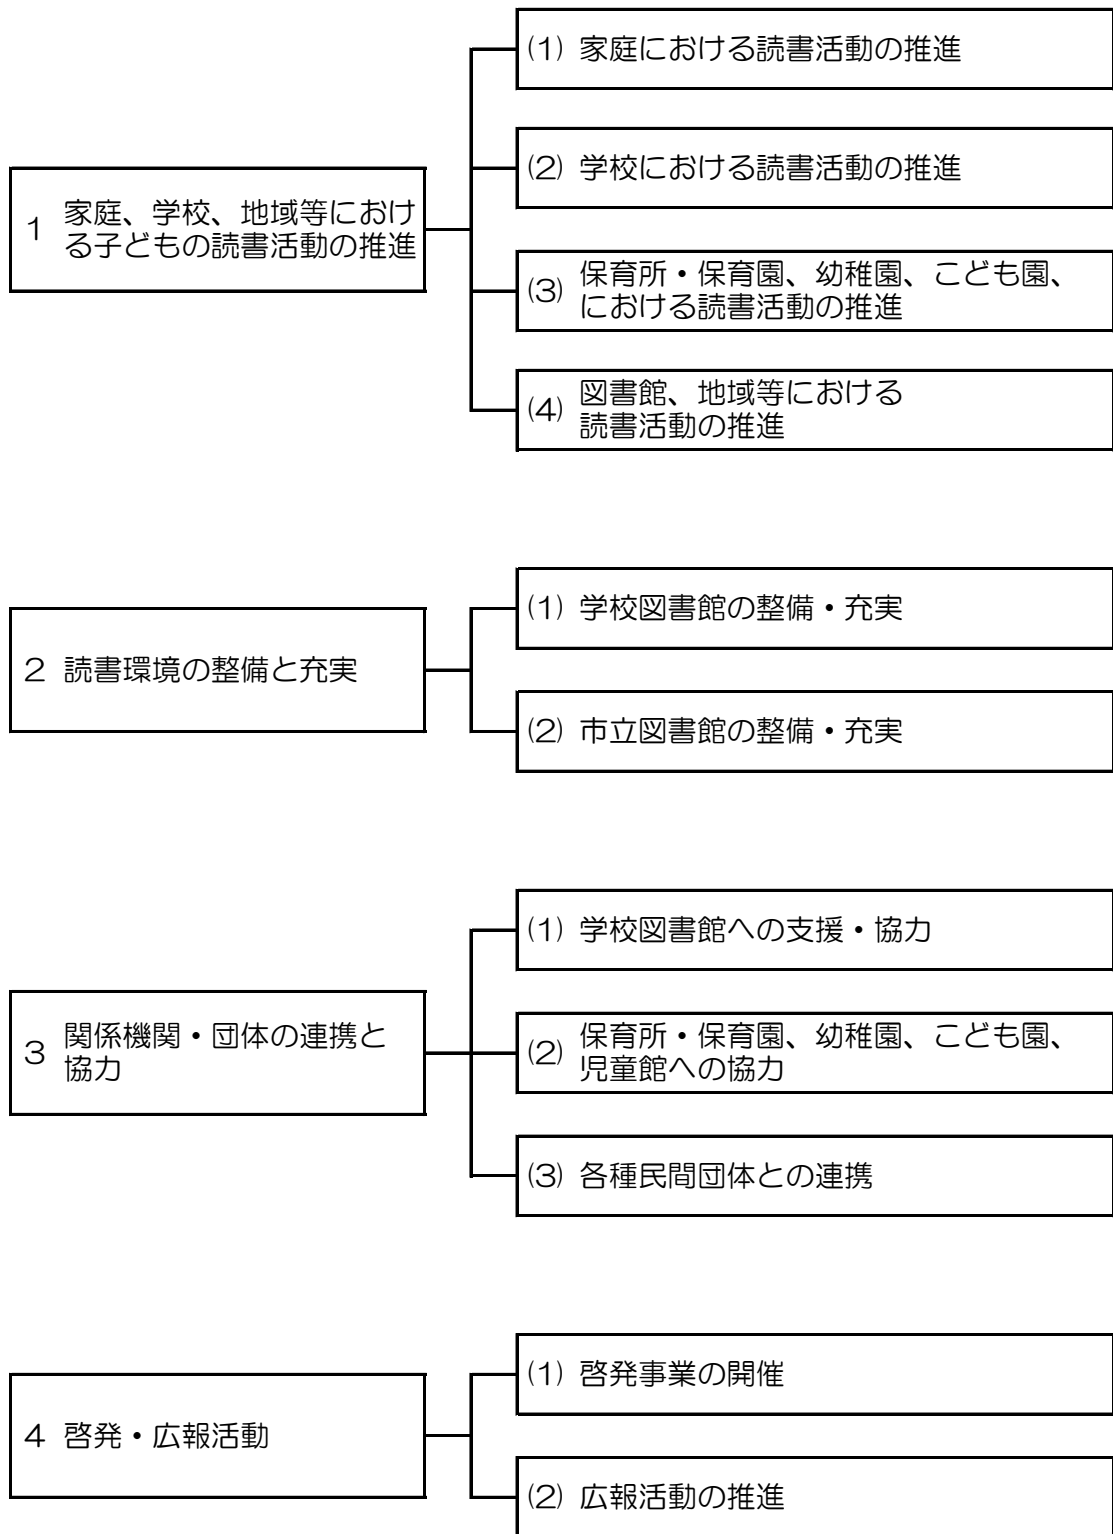 1 家庭、学校、地域等におけ
る子どもの読書活動の推進
(1) 家庭における読書活動の推進
(2) 学校における読書活動の推進
(3) 保育所・保育園、幼稚園、こども園、
における読書活動の推進
(4) 図書館、地域等における
読書活動の推進
2 読書環境の整備と充実
(1) 学校図書館の整備・充実
(2) 市立図書館の整備・充実
3 関係機関・団体の連携と
協力
(1) 学校図書館への支援・協力
(2) 保育所・保育園、幼稚園、こども園、
児童館への協力
(3) 各種民間団体との連携
4 啓発・広報活動
(1) 啓発事業の開催
(2) 広報活動の推進